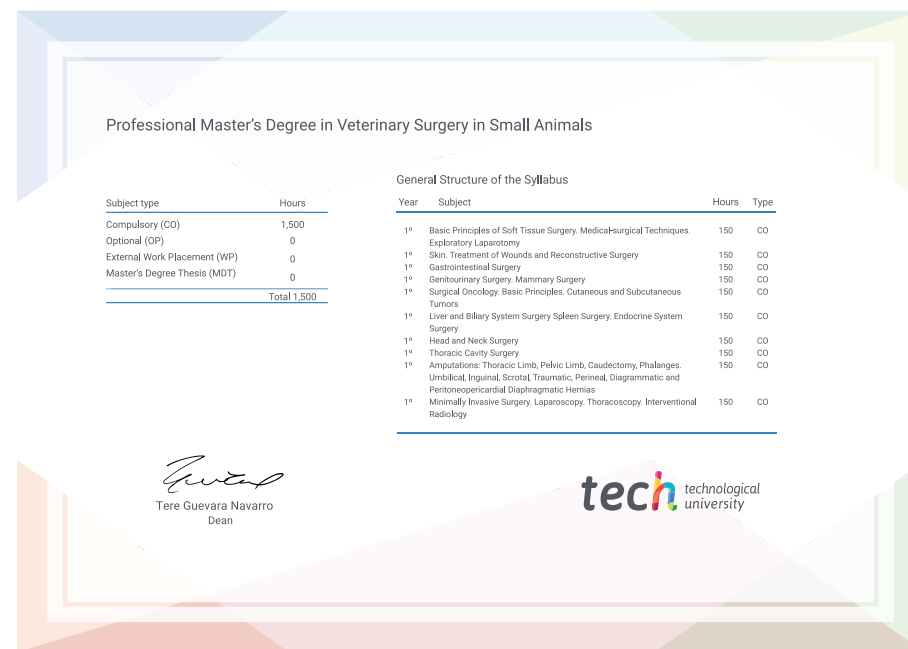 Professional Master's Degree in Veterinary Surgery in Small Animals
Subject type Hours
Compulsory (CO) 1,500
Optional (OP) 0
External Work Placement (WP) 0
Master's Degree Thesis (MDT) 0
Total 1,500
General Structure of the Syllabus
Year Subject Hours Type
1º Basic Principles of Soft Tissue Surgery. Medical-surgical Techniques. 150 CO
Exploratory Laparotomy
1º Skin. Treatment of Wounds and Reconstructive Surgery 150 CO
1º Gastrointestinal Surgery 150 CO
1º Genitourinary Surgery. Mammary Surgery 150 CO
1º Surgical Oncology. Basic Principles. Cutaneous and Subcutaneous 150 CO
Tumors
1º Liver and Biliary System Surgery Spleen Surgery. Endocrine System 150 CO
Surgery
1º Head and Neck Surgery 150 CO
1º Thoracic Cavity Surgery 150 CO
1º Amputations: Thoracic Limb, Pelvic Limb, Caudectomy, Phalanges. 150 CO
Umbilical, Inguinal, Scrotal, Traumatic, Perineal, Diagrammatic and
Peritoneopericardial Diaphragmatic Hernias
1º Minimally Invasive Surgery. Laparoscopy. Thoracoscopy. Interventional 150 CO
Radiology
Tere Guevara Navarro
Dean
tech technological
university